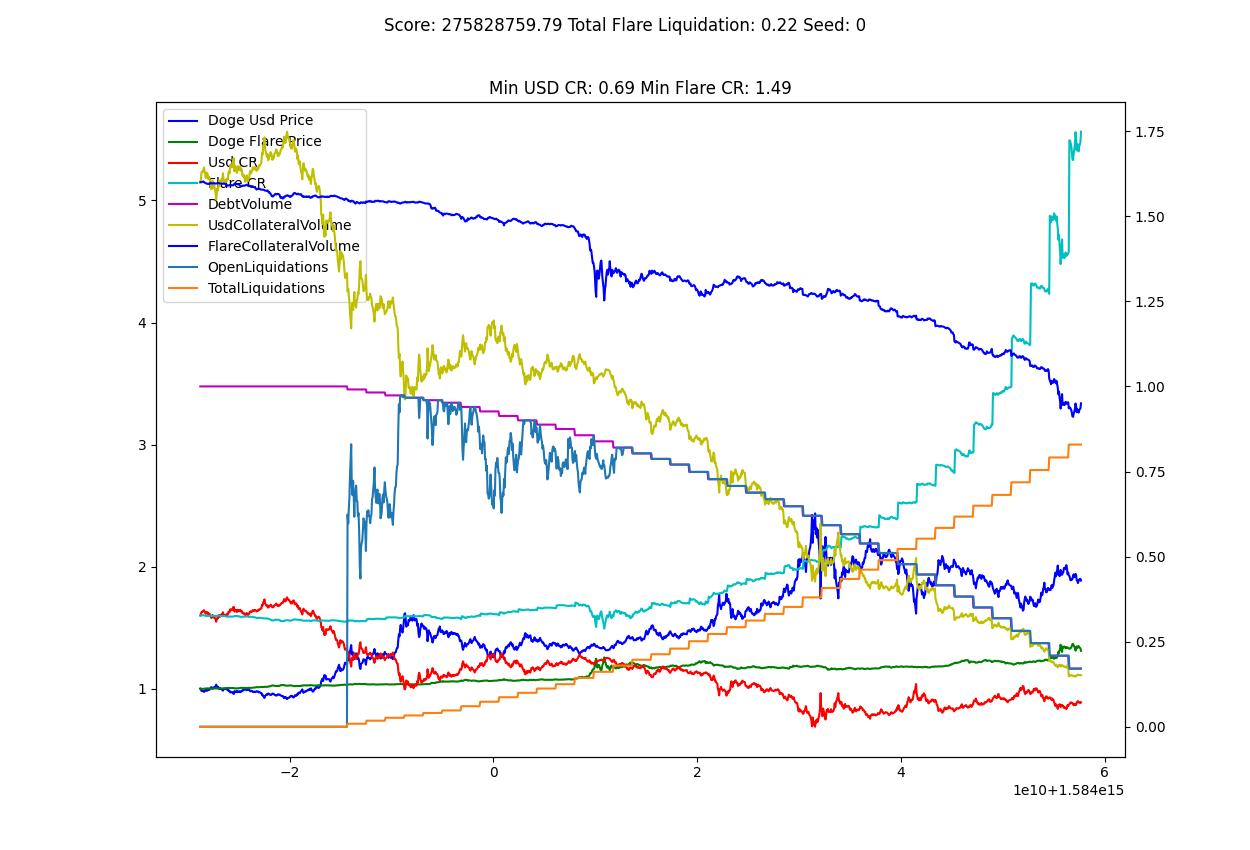 Score: 275828759.79 Total Flare Liquidation: 0.22 Seed: 0
Min USD CR: 0.69 Min Flare CR: 1.49
Doge Usd Price
Doge Flare Price
Usd CR
Flare CR
DebtVolume
UsdCollateralVolume
FlareCollateralVolume
OpenLiquidations
TotalLiquidations
5
4
3
2
1
1.75
1.50
1.25
1.00
0.75
0.50
0.25
0.00
−2
0
2
4
6
1e10+1.584e15